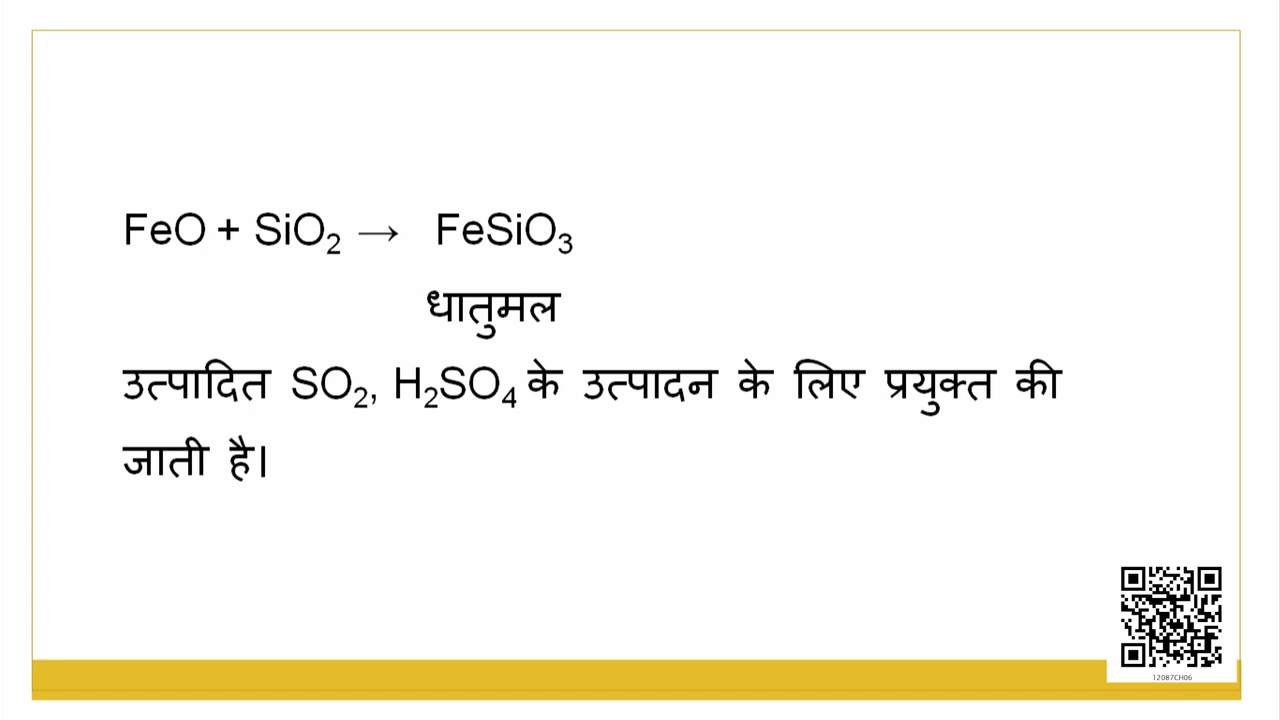 FeO + SiO₂ → FeSiO₃
धातुमल
उत्पादित SO₂, H₂SO₄ के उत्पादन के लिए प्रयुक्त की
जाती है।
12087CH06